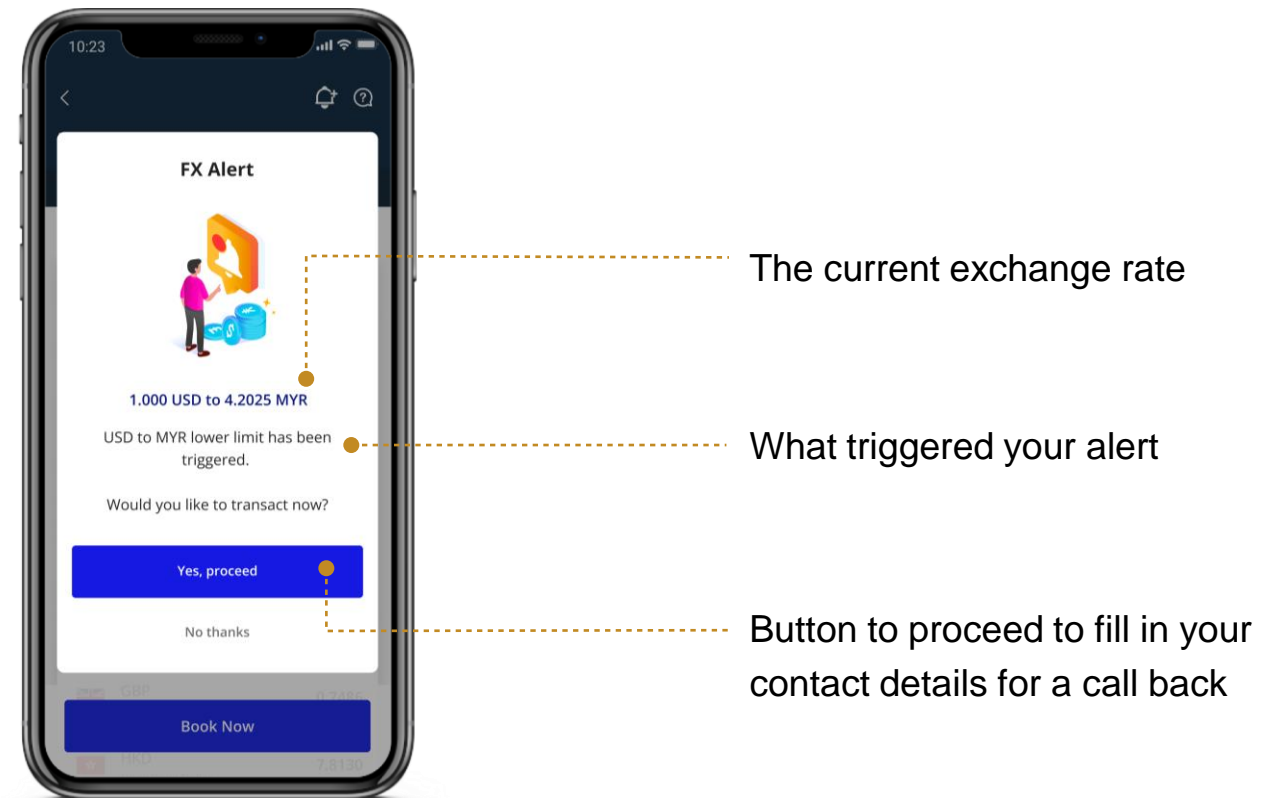 10:23
FX Alert
1.000 USD to 4.2025 MYR
USD to MYR lower limit has been
triggered.
Would you like to transact now?
Yes, proceed
No thanks
GBP 0.7486
Book Now
HKD 7.8130
The current exchange rate
What triggered your alert
Button to proceed to fill in your
contact details for a call back